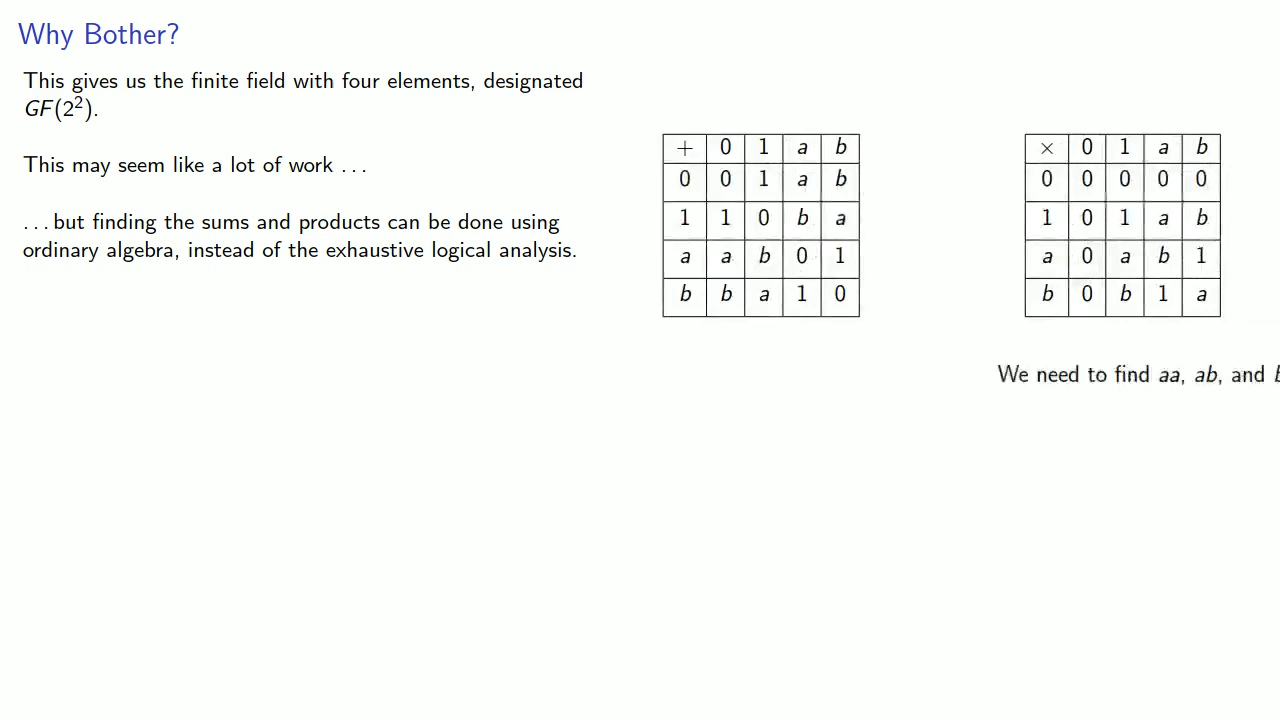 Why Bother?
This gives us the finite field with four elements, designated
GF(2²).
This may seem like a lot of work . . .
. . . but finding the sums and products can be done using
ordinary algebra, instead of the exhaustive logical analysis.
+ 0 1 a b
0 0 1 a b
1 1 0 b a
a a b 0 1
b b a 1 0
× 0 1 a b
0 0 0 0 0
1 0 1 a b
a 0 a b 1
b 0 b 1 a
We need to find aa, ab, and